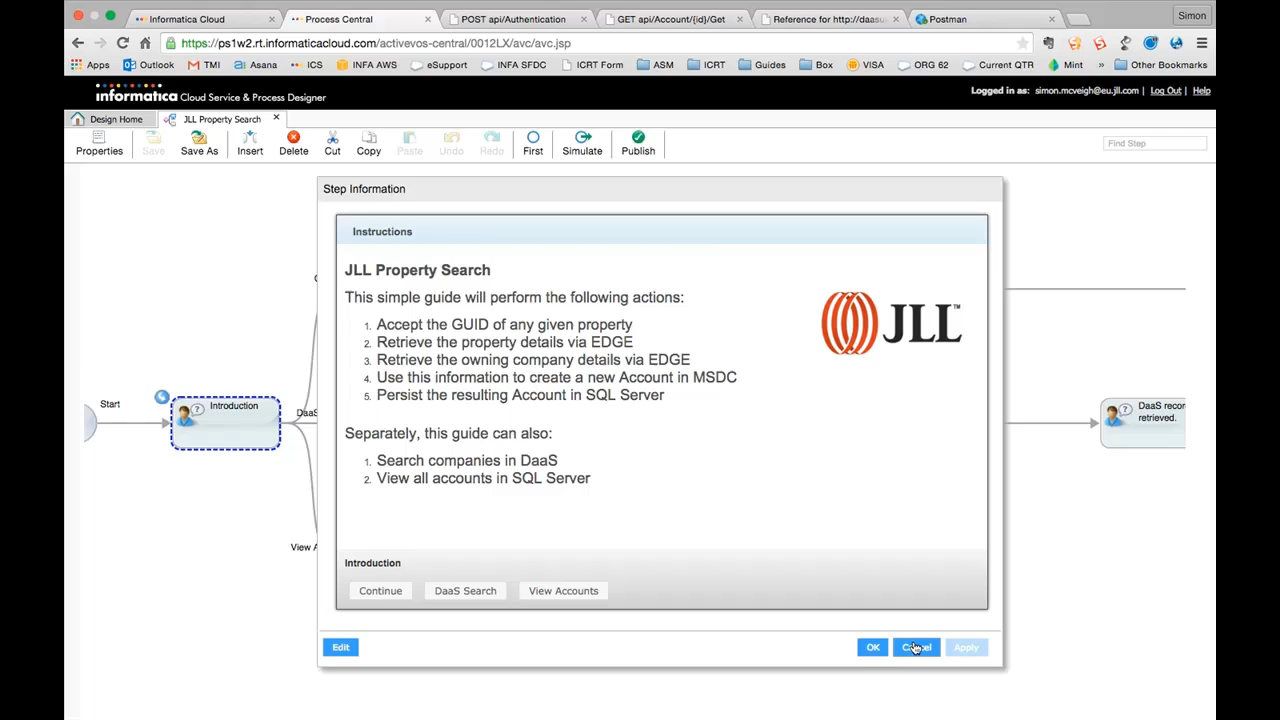 Informatica Cloud
Process Central
POST api/Authentication
GET api/Account/{id}/Get
Reference for http://daasu
Postman
Simon
https://ps1w2.rt.informaticacloud.com/activevos-central/0012LX/avc/avc.jsp
Apps
Outlook
TMI
Asana
ICS
INFA AWS
eSupport
INFA SFDC
ICRT Form
ASM
ICRT
Guides
Box
VISA
ORG 62
Current QTR
Mint
»
Other Bookmarks
informatica Cloud Service & Process Designer
Logged in as: simon.mcveigh@eu.jll.com | Log Out | Help
Design Home
JLL Property Search
Properties
Save
Save As
Insert
Delete
Cut
Copy
Paste
Undo
Redo
First
Simulate
Publish
Find Step
Step Information
Instructions
JLL Property Search
This simple guide will perform the following actions:
1. Accept the GUID of any given property
2. Retrieve the property details via EDGE
3. Retrieve the owning company details via EDGE
4. Use this information to create a new Account in MSDC
5. Persist the resulting Account in SQL Server
JLL™
Separately, this guide can also:
1. Search companies in DaaS
2. View all accounts in SQL Server
Introduction
Continue
DaaS Search
View Accounts
Edit
OK
Cancel
Apply
Start
Introduction
DaaS
View A
DaaS recor
retrieved.